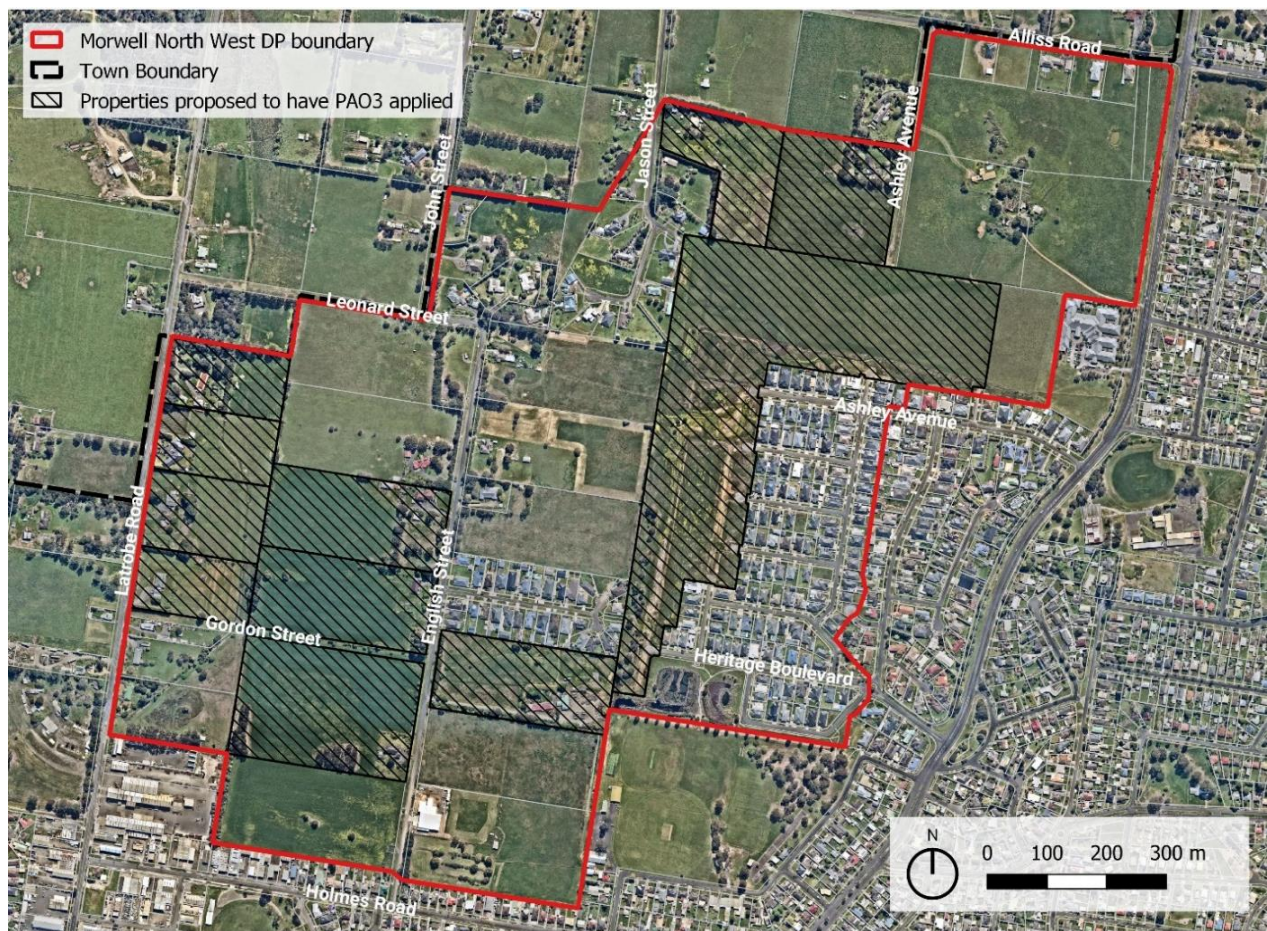 Morwell North West DP boundary
Town Boundary
Properties proposed to have PAO3 applied
Alliss Road
Jason Street
Ashley Avenue
John Street
Leonard Street
Ashley Avenue
Latrobe Road
English Street
Gordon Street
Heritage Boulevard
Holmes Road
N
0 100 200 300 m